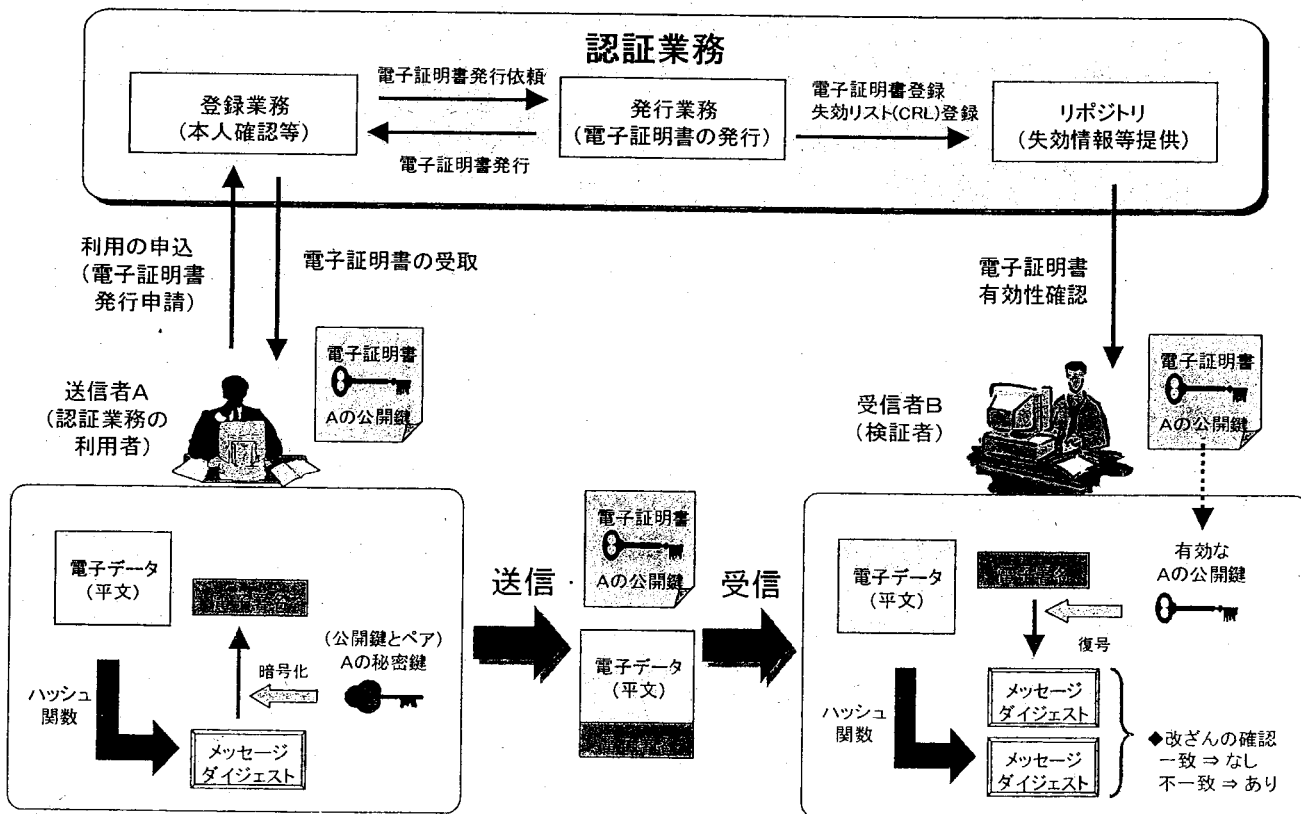 認証業務
電子証明書発行依頼
登録業務
(本人確認等)
発行業務
(電子証明書の発行)
電子証明書登録
失効リスト(CRL)登録
リポジトリ
(失効情報等提供)
電子証明書発行
利用の申込
(電子証明書
発行申請)
電子証明書の受取
電子証明書
有効性確認
送信者A
(認証業務の
利用者)
電子証明書
Aの公開鍵
受信者B
(検証者)
電子証明書
Aの公開鍵
電子データ
(平文)
(公開鍵とペア)
Aの秘密鍵
暗号化
ハッシュ
関数
メッセージ
ダイジェスト
送信
電子証明書
Aの公開鍵
電子データ
(平文)
受信
電子データ
(平文)
有効な
Aの公開鍵
復号
ハッシュ
関数
メッセージ
ダイジェスト
メッセージ
ダイジェスト
◆改ざんの確認
一致 ⇒ なし
不一致 ⇒ あり